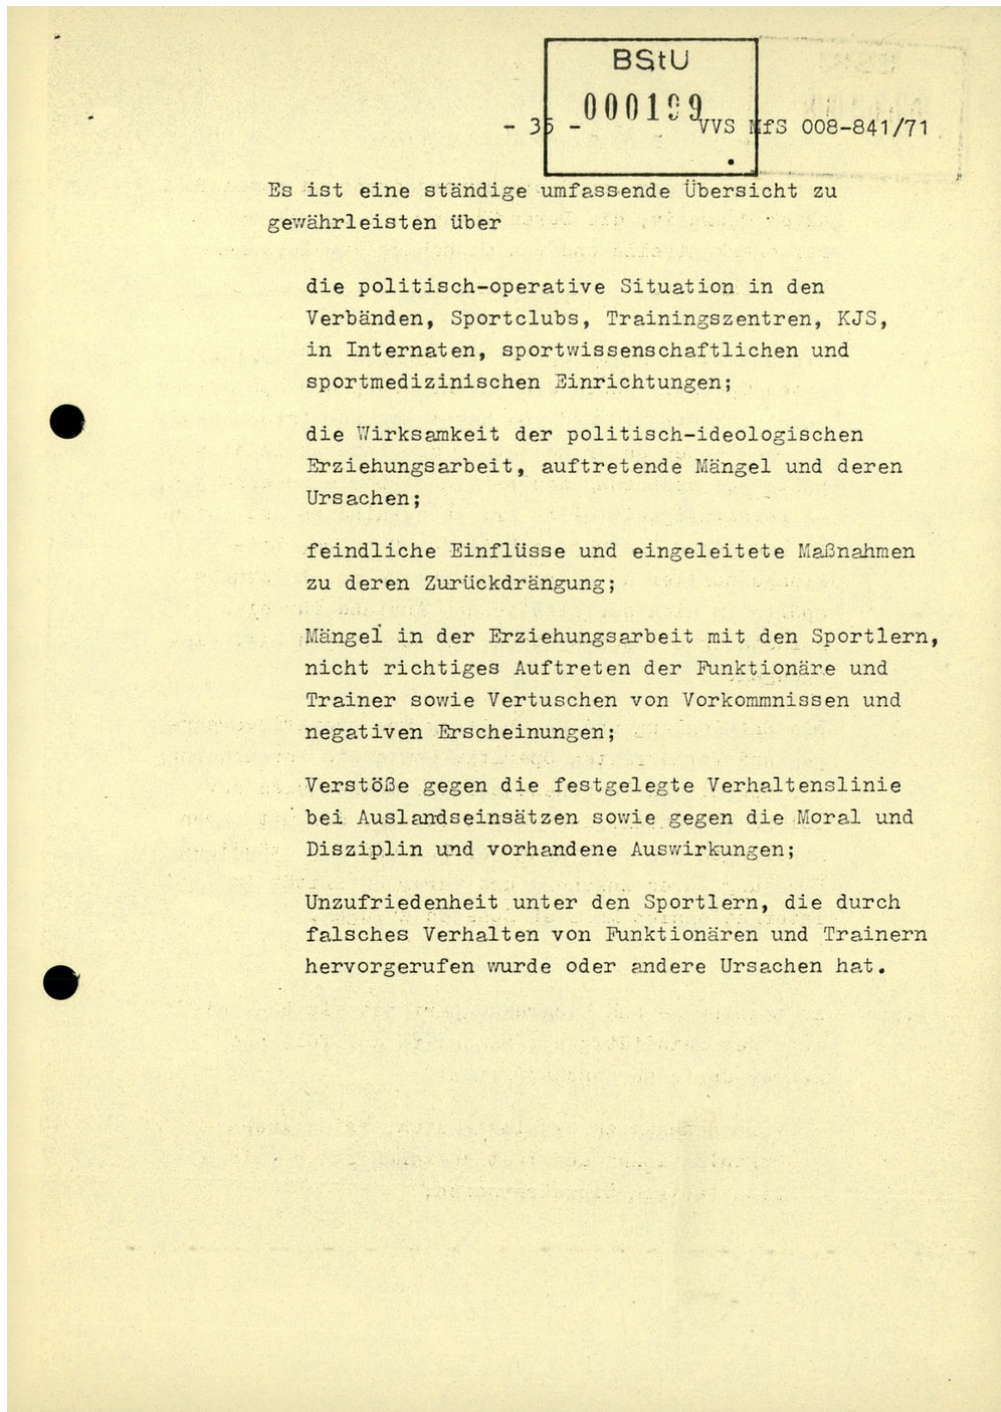 BStU
000199
- 35 - VVS MfS 008-841/71
Es ist eine ständige umfassende Übersicht zu
gewährleisten über
die politisch-operative Situation in den
Verbänden, Sportclubs, Trainingszentren, KJS,
in Internaten, sportwissenschaftlichen und
sportmedizinischen Einrichtungen;
die Wirksamkeit der politisch-ideologischen
Erziehungsarbeit, auftretende Mängel und deren
Ursachen;
feindliche Einflüsse und eingeleitete Maßnahmen
zu deren Zurückdrängung;
Mängel in der Erziehungsarbeit mit den Sportlern,
nicht richtiges Auftreten der Funktionäre und
Trainer sowie Vertuschen von Vorkommnissen und
negativen Erscheinungen;
Verstöße gegen die festgelegte Verhaltenslinie
bei Auslandseinsätzen sowie gegen die Moral und
Disziplin und vorhandene Auswirkungen;
Unzufriedenheit unter den Sportlern, die durch
falsches Verhalten von Funktionären und Trainern
hervorgerufen wurde oder andere Ursachen hat.